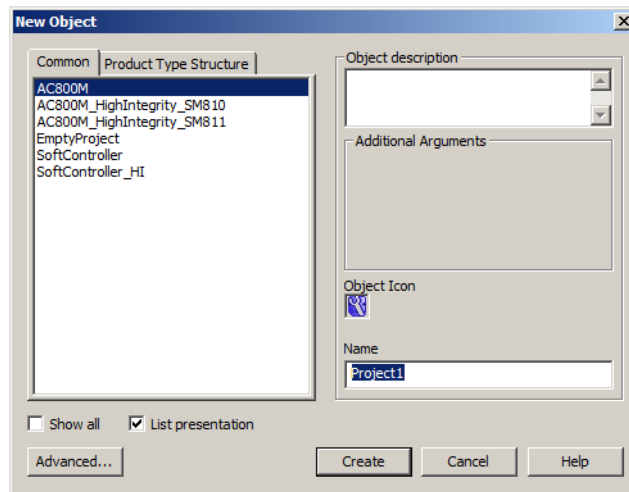 New Object
Common
Product Type Structure
AC800M
AC800M_HighIntegrity_SM810
AC800M_HighIntegrity_SM811
EmptyProject
SoftController
SoftController_HI
Object description
Additional Arguments
Object Icon
Name
Project1
Show all
List presentation
Advanced...
Create
Cancel
Help